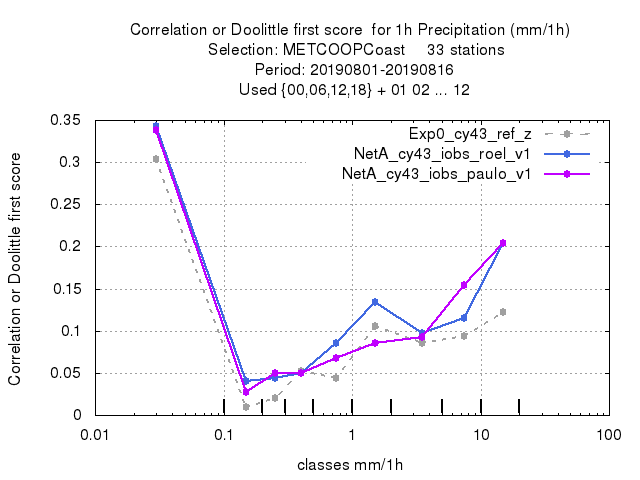 Correlation or Doolittle first score  for 1h Precipitation (mm/1h)
Selection: METCOOPCoast     33 stations
Period: 20190801-20190816
Used {00,06,12,18} + 01 02 ... 12
Exp0_cy43_ref_z
NetA_cy43_iobs_roel_v1
NetA_cy43_iobs_paulo_v1
Correlation or Doolittle first score
0.35
0.3
0.25
0.2
0.15
0.1
0.05
0
0.01 0.1 1 10 100
classes mm/1h